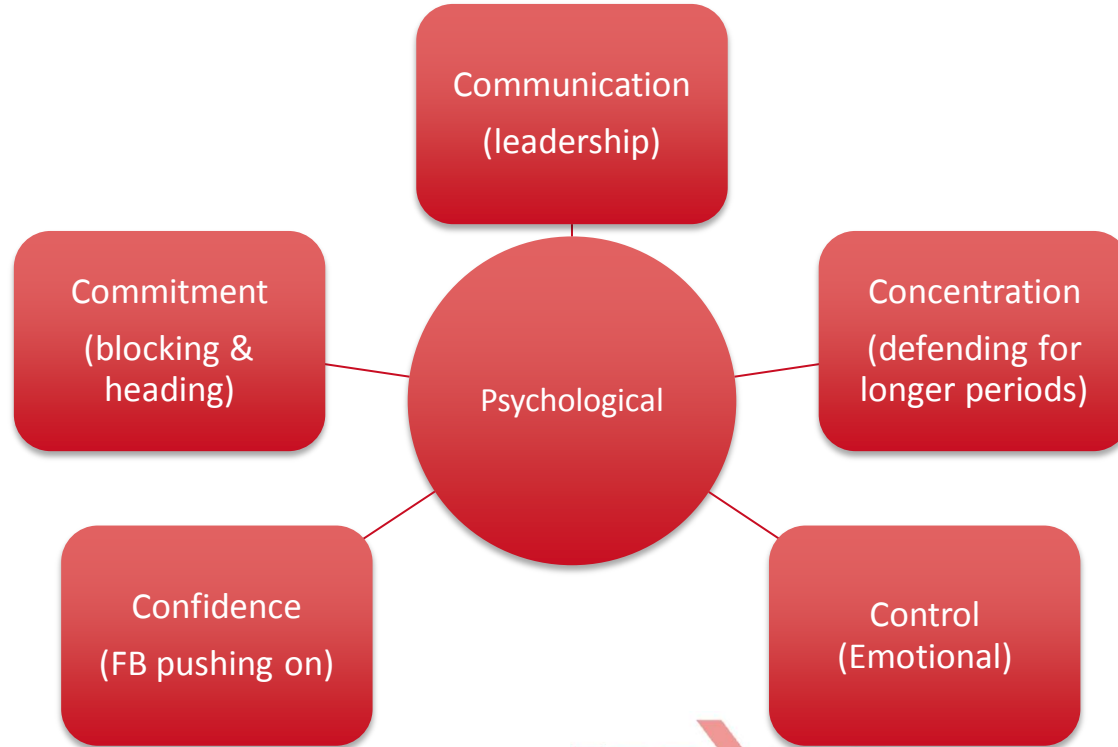 Communication
(leadership)
Commitment
(blocking &
heading)
Concentration
(defending for
longer periods)
Psychological
Confidence
(FB pushing on)
Control
(Emotional)